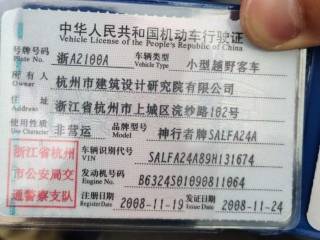 中华人民共和国机动车行驶证
Vehicle License of the People's Republic of China
号牌号码 浙A2100A 车辆类型 小型越野客车
Plate No. Vehicle Type
所有人 杭州市建筑设计研究院有限公司
Owner
住址 浙江省杭州市上城区浣纱路102号
Address
使用性质 非营运 品牌型号 神行者牌SALFA24A
Use Character Model
浙江省杭州市公安局交通警察支队
车辆识别代号 SALFA24A89H131674
VIN
发动机号码 B6324S01090811064
Engine No.
注册日期 2008-11-19 发证日期 2008-11-24
Register Date Issue Date